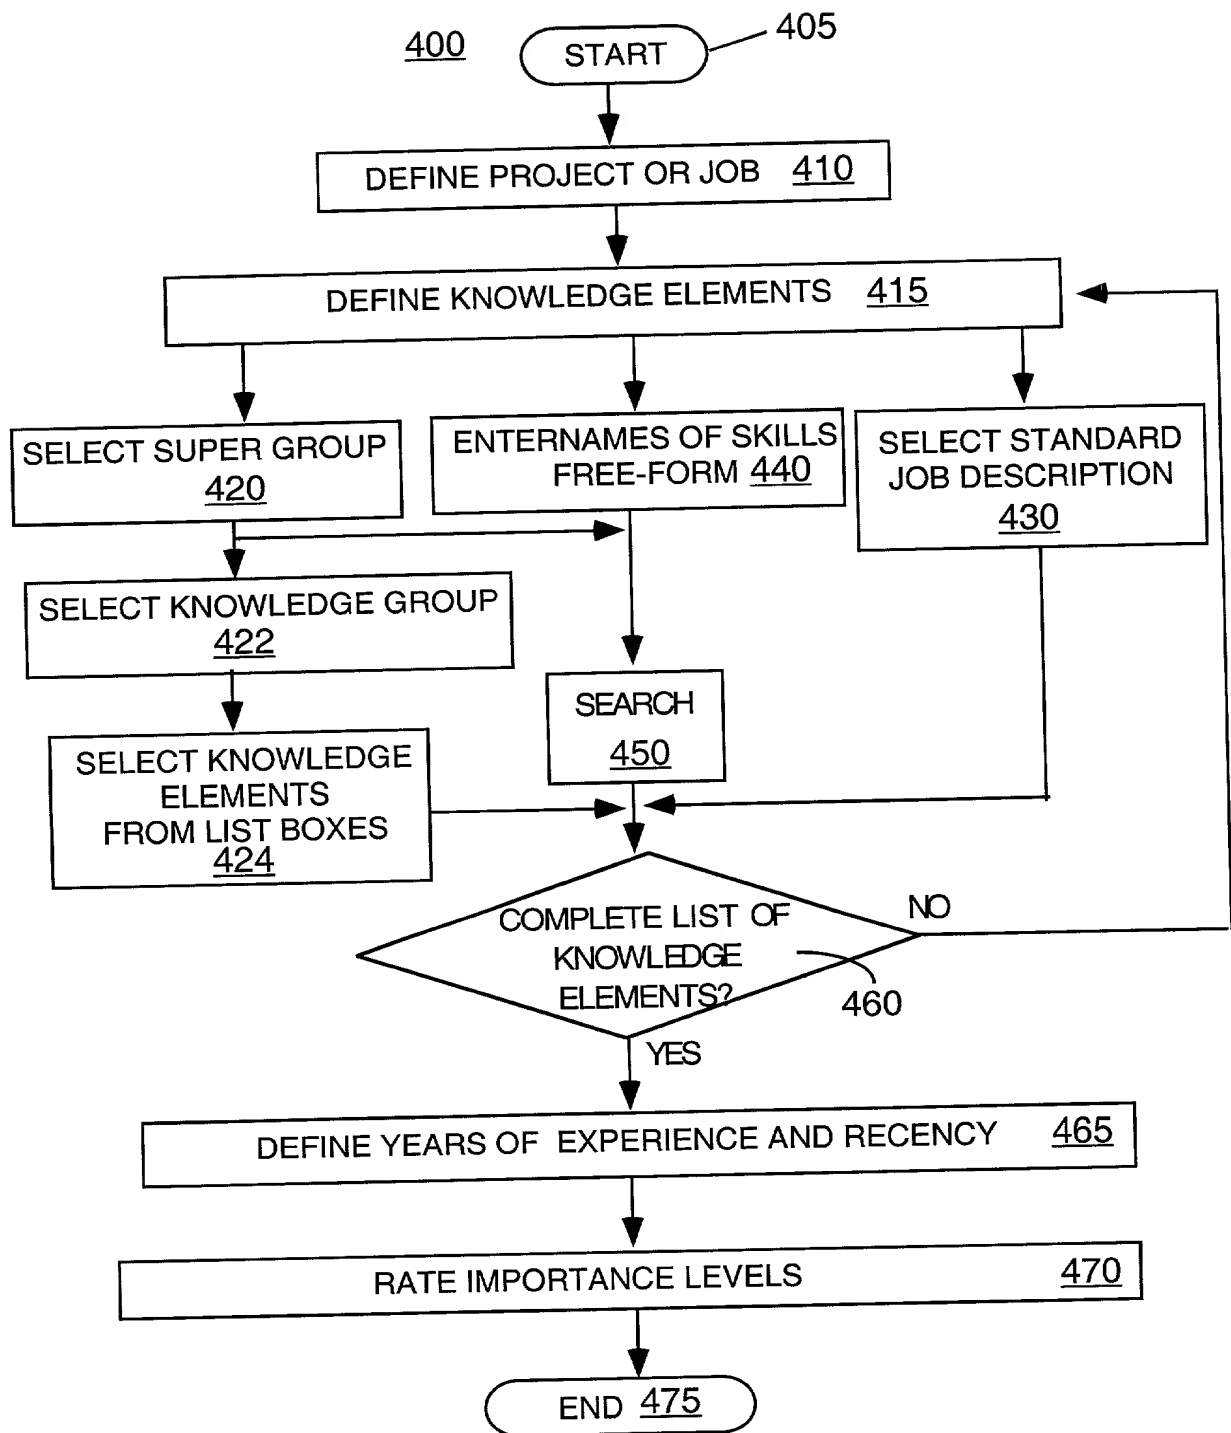 400
START
405
DEFINE PROJECT OR JOB 410
DEFINE KNOWLEDGE ELEMENTS 415
SELECT SUPER GROUP
420
ENTERNAMES OF SKILLS
FREE-FORM 440
SELECT STANDARD
JOB DESCRIPTION
430
SELECT KNOWLEDGE GROUP
422
SEARCH
450
SELECT KNOWLEDGE
ELEMENTS
FROM LIST BOXES
424
COMPLETE LIST OF
KNOWLEDGE
ELEMENTS?
NO
460
YES
DEFINE YEARS OF EXPERIENCE AND RECENCY 465
RATE IMPORTANCE LEVELS 470
END 475